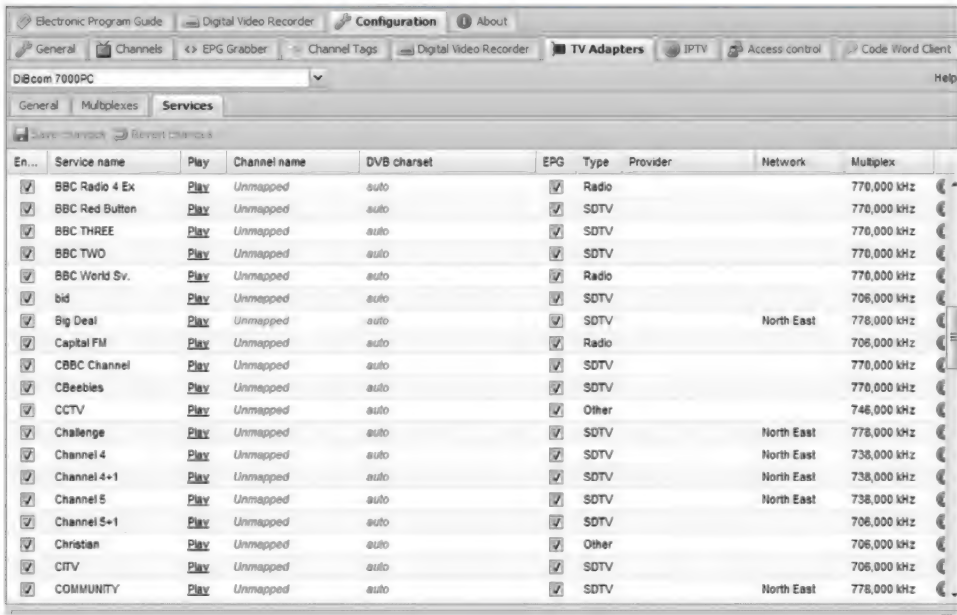 Electronic Program Guide Digital Video Recorder Configuration About
General Channels EPG Grabber Channel Tags Digital Video Recorder TV Adapters IPTV Access control Code Word Client
DiBcom 7000PC Help
General Multiplexes Services
Save changes Revert changes
En... Service name Play Channel name DVB charset EPG Type Provider Network Multiplex
BBC Radio 4 Ex Play Unmapped auto Radio 770,000 kHz
BBC Red Button Play Unmapped auto SDTV 770,000 kHz
BBC THREE Play Unmapped auto SDTV 770,000 kHz
BBC TWO Play Unmapped auto SDTV 770,000 kHz
BBC World Sv. Play Unmapped auto Radio 770,000 kHz
bid Play Unmapped auto SDTV 706,000 kHz
Big Deal Play Unmapped auto SDTV North East 778,000 kHz
Capital FM Play Unmapped auto Radio 706,000 kHz
CBBC Channel Play Unmapped auto SDTV 770,000 kHz
CBeebies Play Unmapped auto SDTV 770,000 kHz
CCTV Play Unmapped auto Other 746,000 kHz
Challenge Play Unmapped auto SDTV North East 778,000 kHz
Channel 4 Play Unmapped auto SDTV North East 738,000 kHz
Channel 4+1 Play Unmapped auto SDTV North East 738,000 kHz
Channel 5 Play Unmapped auto SDTV North East 738,000 kHz
Channel 5+1 Play Unmapped auto SDTV 706,000 kHz
Christian Play Unmapped auto Other 706,000 kHz
CITV Play Unmapped auto SDTV 706,000 kHz
COMMUNITY Play Unmapped auto SDTV North East 778,000 kHz